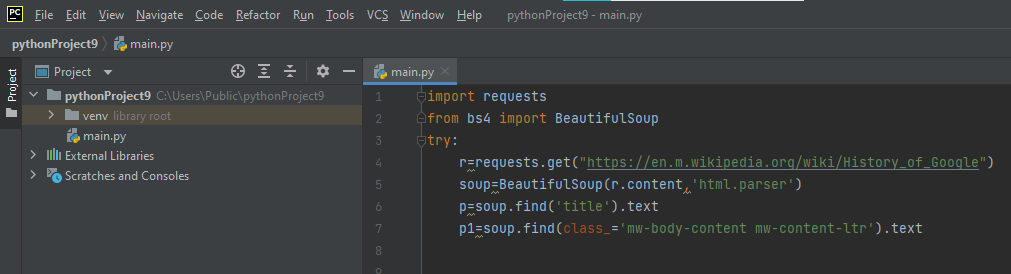 PC File Edit View Navigate Code Refactor Run Tools VCS Window Help pythonProject9 - main.py
pythonProject9 main.py
Project
Project
main.py
pythonProject9 C:\Users\Public\pythonProject9
venv library root
main.py
External Libraries
Scratches and Consoles
1 import requests
2 from bs4 import BeautifulSoup
3 try:
4 r=requests.get("https://en.m.wikipedia.org/wiki/History_of_Google")
5 soup=BeautifulSoup(r.content,'html.parser')
6 p=soup.find('title').text
7 p1=soup.find(class_='mw-body-content mw-content-ltr').text
8